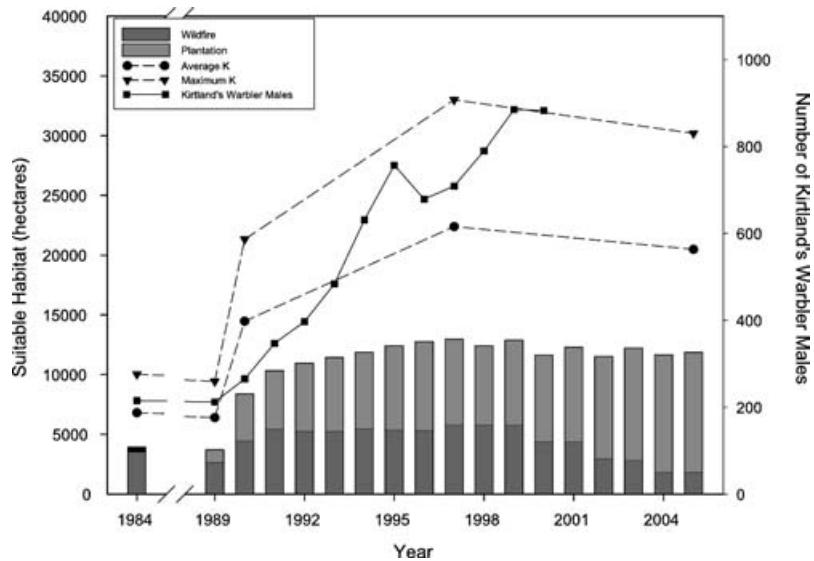 40000
35000
30000
25000
20000
15000
10000
5000
0
Suitable Habitat (hectares)
Wildfire
Plantation
Average K
Maximum K
Kirtland's Warbler Males
1000
800
600
400
200
0
Number of Kirtland's Warbler Males
1984 1989 1992 1995 1998 2001 2004
Year